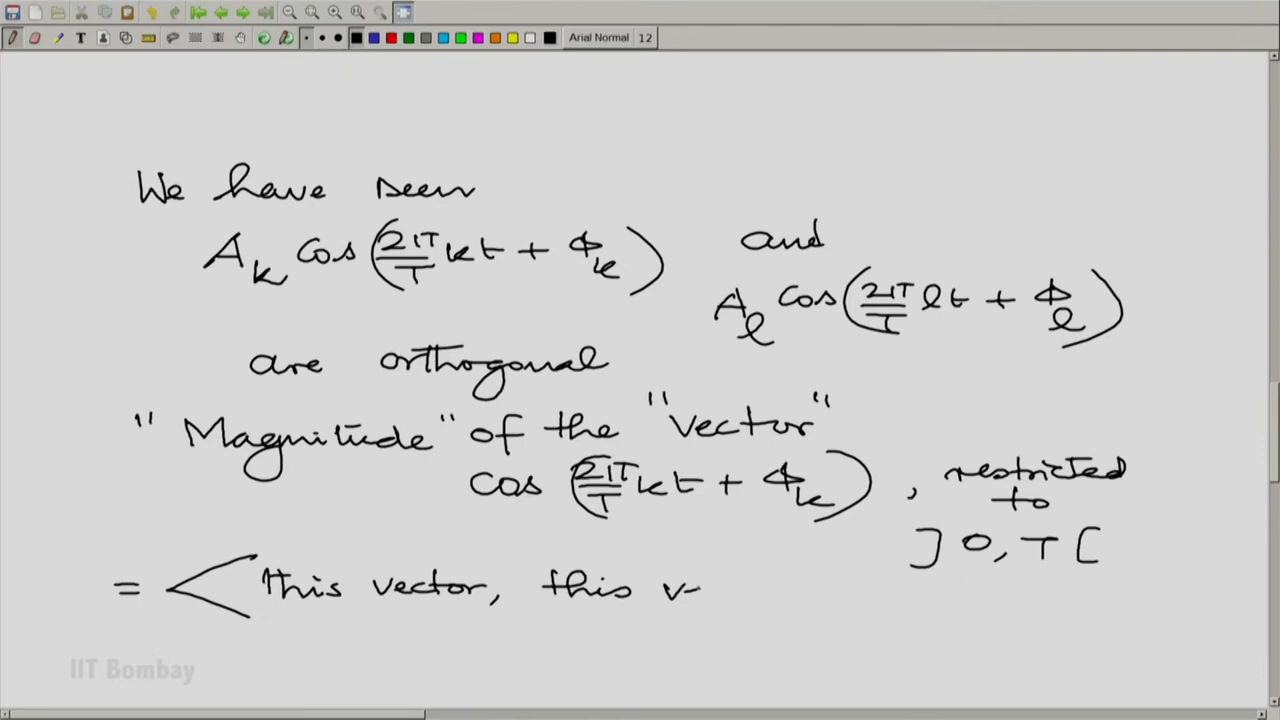 Arial Normal 12
We have seen
A_k cos(2π/T kt + Φ_k) and
A_l cos(2π/T lt + Φ_l)
are orthogonal
"Magnitude" of the "vector"
cos(2π/T kt + Φ_k), restricted
to
]0, T[
= < this vector, this v
IIT Bombay